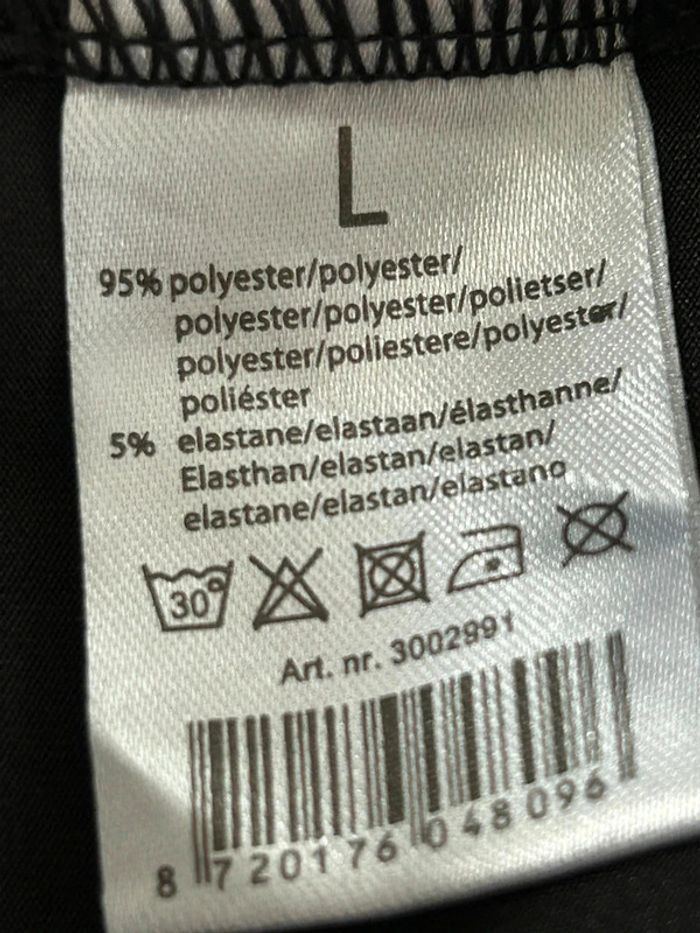 L
95% polyester/polyester/
polyester/polyester/polietser/
polyester/poliestere/polyester/
poliéster
5% elastane/elastaan/élasthanne/
Elasthan/elastan/elastan/
elastane/elastan/elastano
30°
Art. nr. 3002991
8 720176 048096